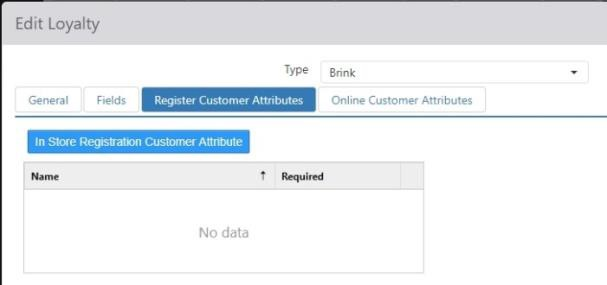 Edit Loyalty
Type Brink
General Fields Register Customer Attributes Online Customer Attributes
In Store Registration Customer Attribute
Name ↑ Required
No data